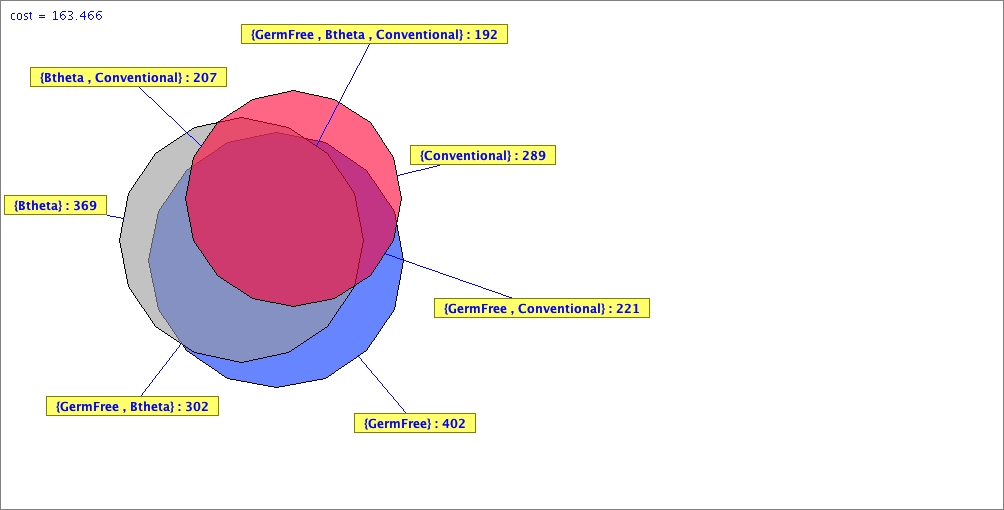 cost = 163.466
{GermFree , Btheta , Conventional} : 192
{Btheta , Conventional} : 207
{Conventional} : 289
{Btheta} : 369
{GermFree , Conventional} : 221
{GermFree , Btheta} : 302
{GermFree} : 402